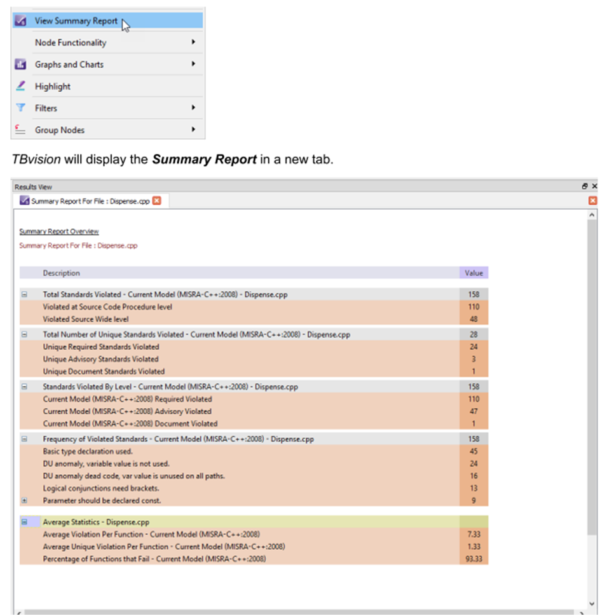 View Summary Report
Node Functionality
Graphs and Charts
Highlight
Filters
Group Nodes
TBvision will display the Summary Report in a new tab.
Results View
Summary Report For File : Dispense.cpp
Summary Report Overview
Summary Report For File : Dispense.cpp
Description Value
Total Standards Violated - Current Model (MISRA-C++:2008) - Dispense.cpp 158
Violated at Source Code Procedure level 110
Violated Source Wide level 48
Total Number of Unique Standards Violated - Current Model (MISRA-C++:2008) - Dispense.cpp 28
Unique Required Standards Violated 24
Unique Advisory Standards Violated 3
Unique Document Standards Violated 1
Standards Violated By Level - Current Model (MISRA-C++:2008) - Dispense.cpp 158
Current Model (MISRA-C++:2008) Required Violated 110
Current Model (MISRA-C++:2008) Advisory Violated 47
Current Model (MISRA-C++:2008) Document Violated 1
Frequency of Violated Standards - Current Model (MISRA-C++:2008) - Dispense.cpp 158
Basic type declaration used. 45
DU anomaly, variable value is not used. 24
DU anomaly dead code, var value is unused on all paths. 16
Logical conjunctions need brackets. 13
Parameter should be declared const. 9
Average Statistics - Dispense.cpp
Average Violation Per Function - Current Model (MISRA-C++:2008) 7.33
Average Unique Violation Per Function - Current Model (MISRA-C++:2008) 1.33
Percentage of Functions that Fail - Current Model (MISRA-C++:2008) 93.33